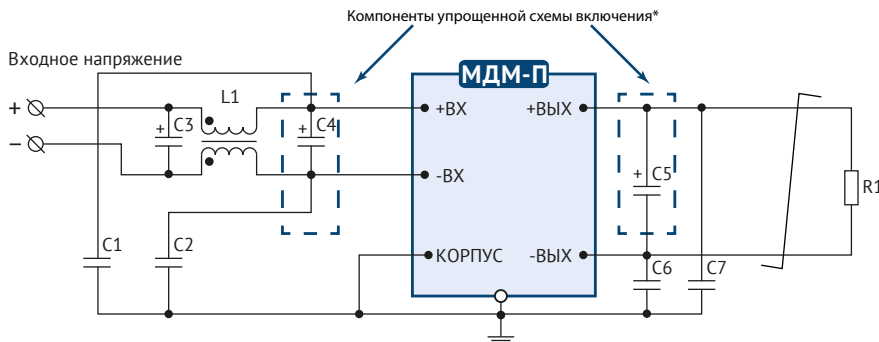 Компоненты упрощенной схемы включения*
Входное напряжение
МДМ-П
L1
+
C3
+
C4
+
+ВХ
+ВЫХ
−
-ВХ
+
C5
R1
C1
C2
КОРПУС
-ВЫХ
C6
C7